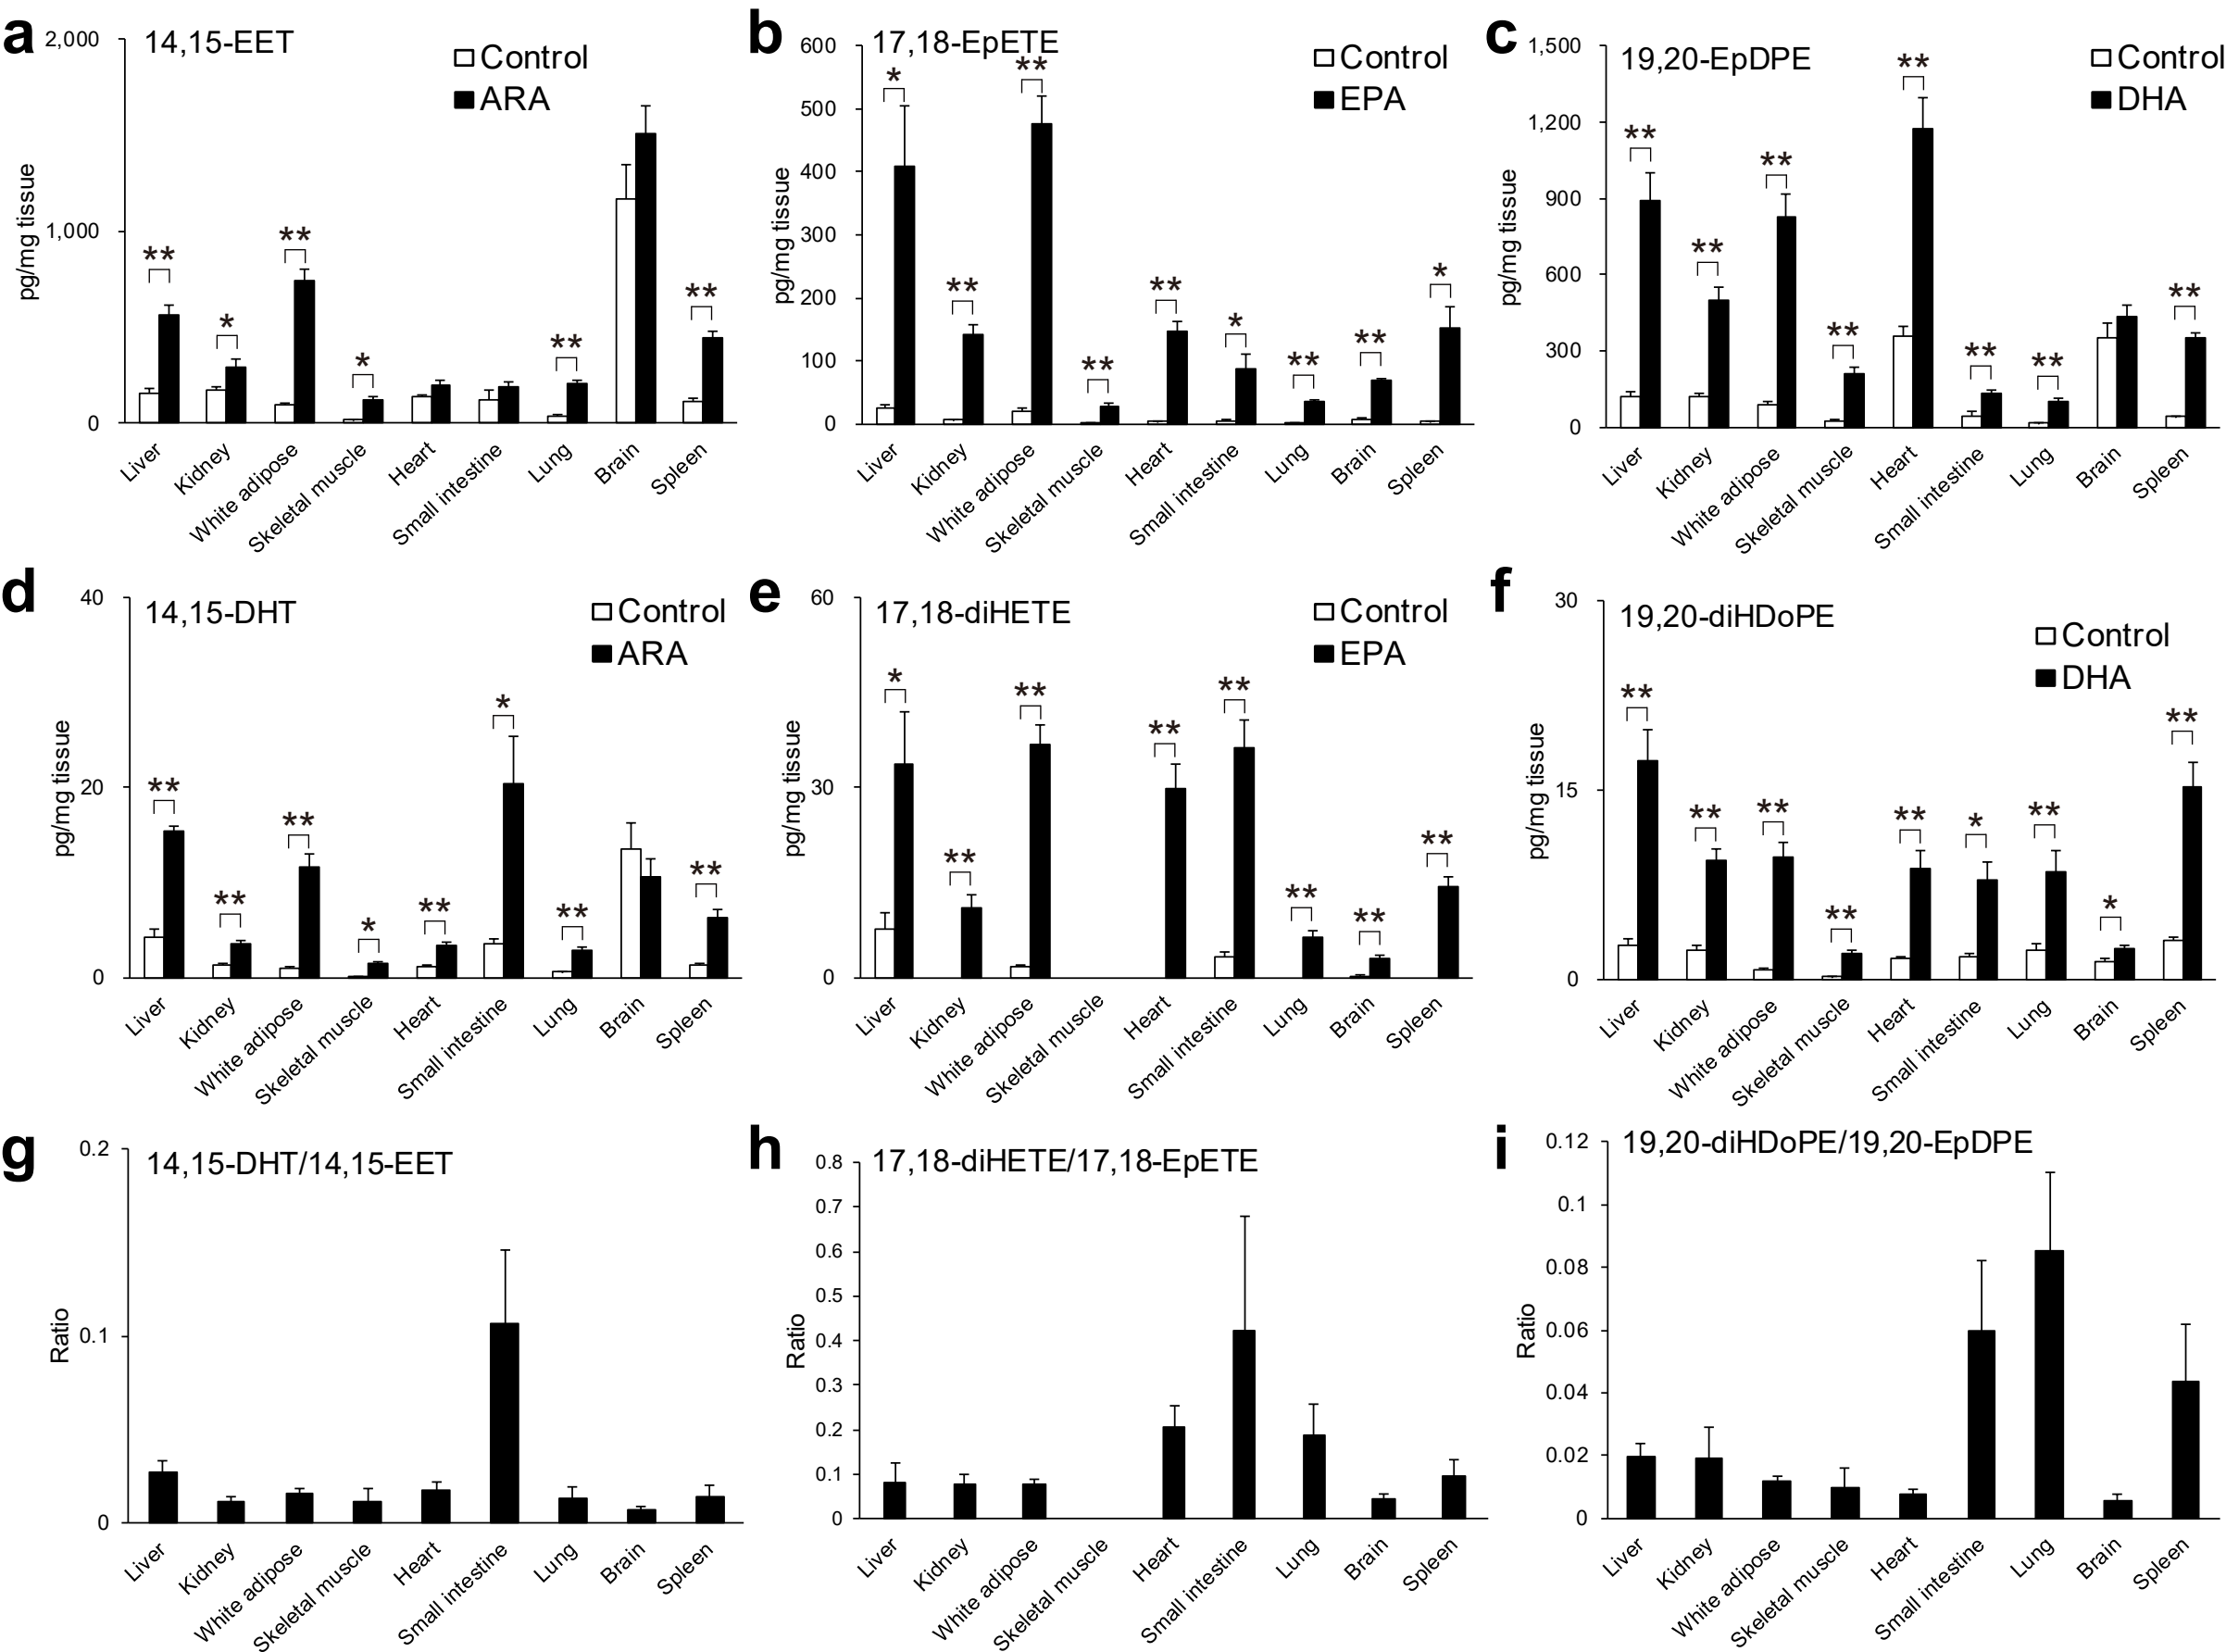 a
14,15-EET
Control
ARA
pg/mg tissue
2,000
1,000
0
** * ** * ** **
Liver Kidney White adipose Skeletal muscle Heart Small intestine Lung Brain Spleen
b
17,18-EpETE
Control
EPA
pg/mg tissue
600
500
400
300
200
100
0
* ** ** ** ** * ** ** *
Liver Kidney White adipose Skeletal muscle Heart Small intestine Lung Brain Spleen
c
19,20-EpDPE
Control
DHA
pg/mg tissue
1,500
1,200
900
600
300
0
** ** ** ** ** ** ** **
Liver Kidney White adipose Skeletal muscle Heart Small intestine Lung Brain Spleen
d
14,15-DHT
Control
ARA
pg/mg tissue
40
20
0
** ** ** * ** * ** **
Liver Kidney White adipose Skeletal muscle Heart Small intestine Lung Brain Spleen
e
17,18-diHETE
Control
EPA
pg/mg tissue
60
30
0
* ** ** ** ** ** ** **
Liver Kidney White adipose Skeletal muscle Heart Small intestine Lung Brain Spleen
f
19,20-diHDoPE
Control
DHA
pg/mg tissue
30
15
0
** ** ** ** ** * ** * **
Liver Kidney White adipose Skeletal muscle Heart Small intestine Lung Brain Spleen
g
14,15-DHT/14,15-EET
Ratio
0.2
0.1
0
Liver Kidney White adipose Skeletal muscle Heart Small intestine Lung Brain Spleen
h
17,18-diHETE/17,18-EpETE
Ratio
0.8
0.7
0.6
0.5
0.4
0.3
0.2
0.1
0
Liver Kidney White adipose Skeletal muscle Heart Small intestine Lung Brain Spleen
i
19,20-diHDoPE/19,20-EpDPE
Ratio
0.12
0.1
0.08
0.06
0.04
0.02
0
Liver Kidney White adipose Skeletal muscle Heart Small intestine Lung Brain Spleen